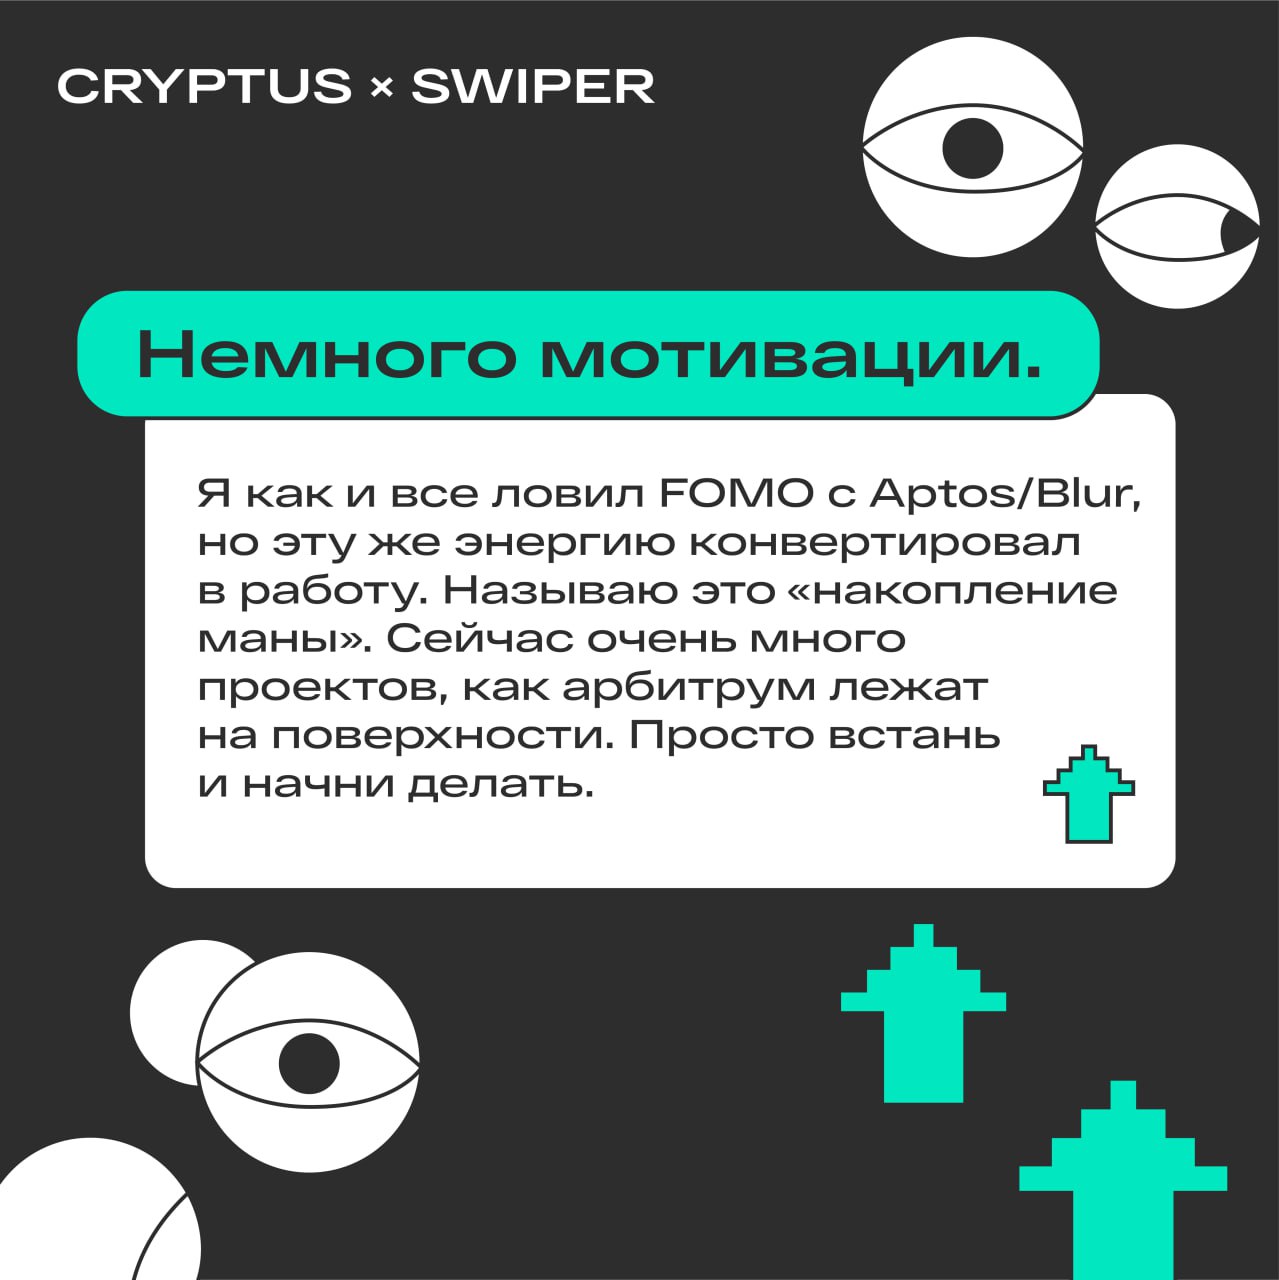 CRYPTUS × SWIPER
Немного мотивации.
Я как и все ловил FOMO с Aptos/Blur,
но эту же энергию конвертировал
в работу. Называю это «накопление
маны». Сейчас очень много
проектов, как арбитрум лежат
на поверхности. Просто встань
и начни делать.